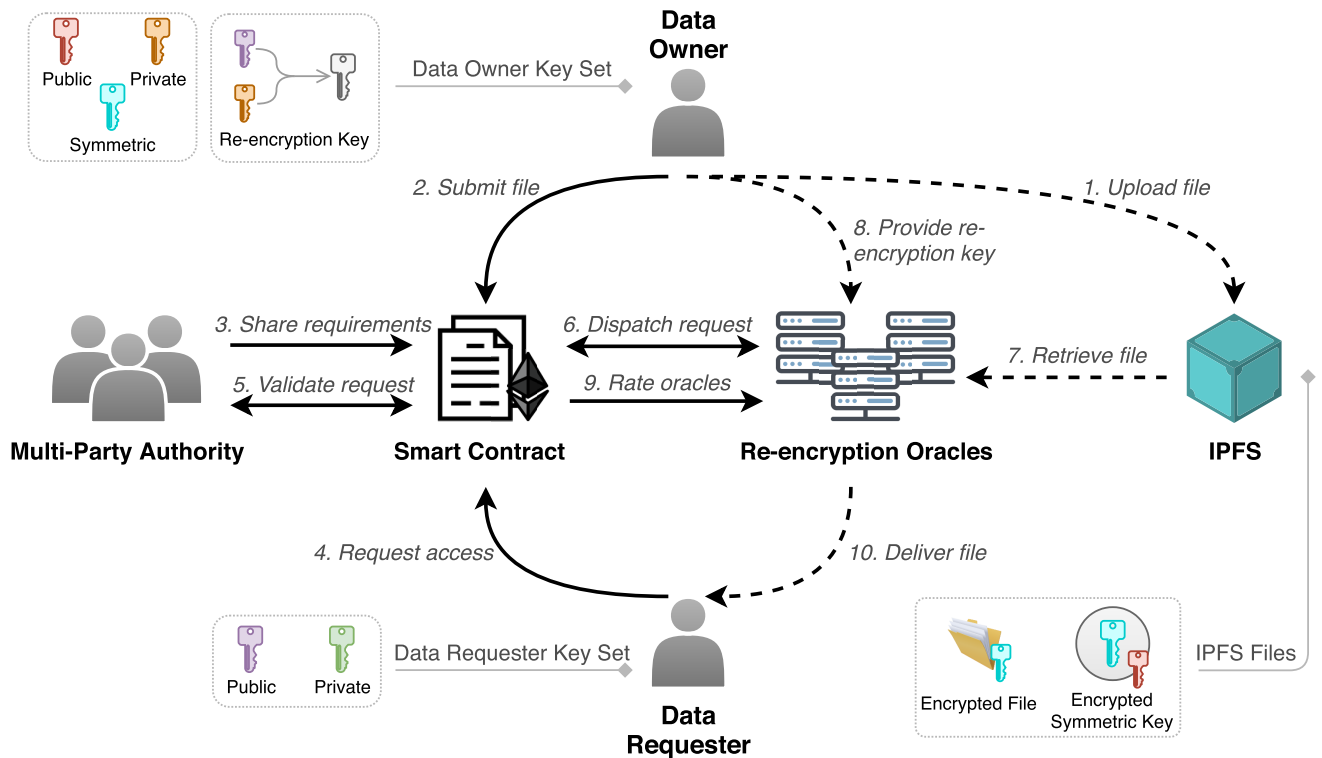 Data
Owner
Public
Private
Symmetric
Re-encryption Key
Data Owner Key Set
2. Submit file
1. Upload file
8. Provide re-
encryption key
3. Share requirements
6. Dispatch request
7. Retrieve file
5. Validate request
9. Rate oracles
Multi-Party Authority
Smart Contract
Re-encryption Oracles
IPFS
4. Request access
10. Deliver file
Public
Private
Data Requester Key Set
Data
Requester
Encrypted File
Encrypted
Symmetric Key
IPFS Files